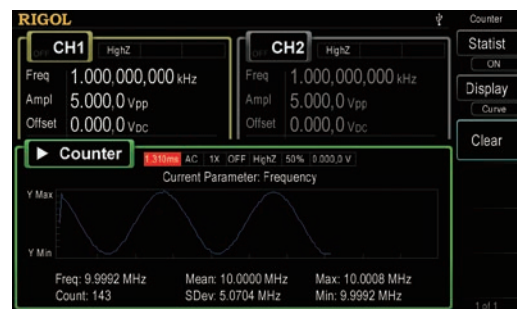 RIGOL
Counter
OFF CH1 HighZ
Freq 1.000,000,000 kHz
Ampl 5.000,0 Vpp
Offset 0.000,0 VDC
OFF CH2 HighZ
Freq 1.000,000,000 kHz
Ampl 5.000,0 Vpp
Offset 0.000,0 VDC
Statist
ON
Display
Curve
Clear
Counter 1.310ms AC 1X OFF HighZ 50% 0.000,0 V
Current Parameter: Frequency
Y Max
Y Min
Freq: 9.9992 MHz Mean: 10.0000 MHz Max: 10.0008 MHz
Count: 143 SDev: 5.0704 MHz Min: 9.9992 MHz
1 of 1